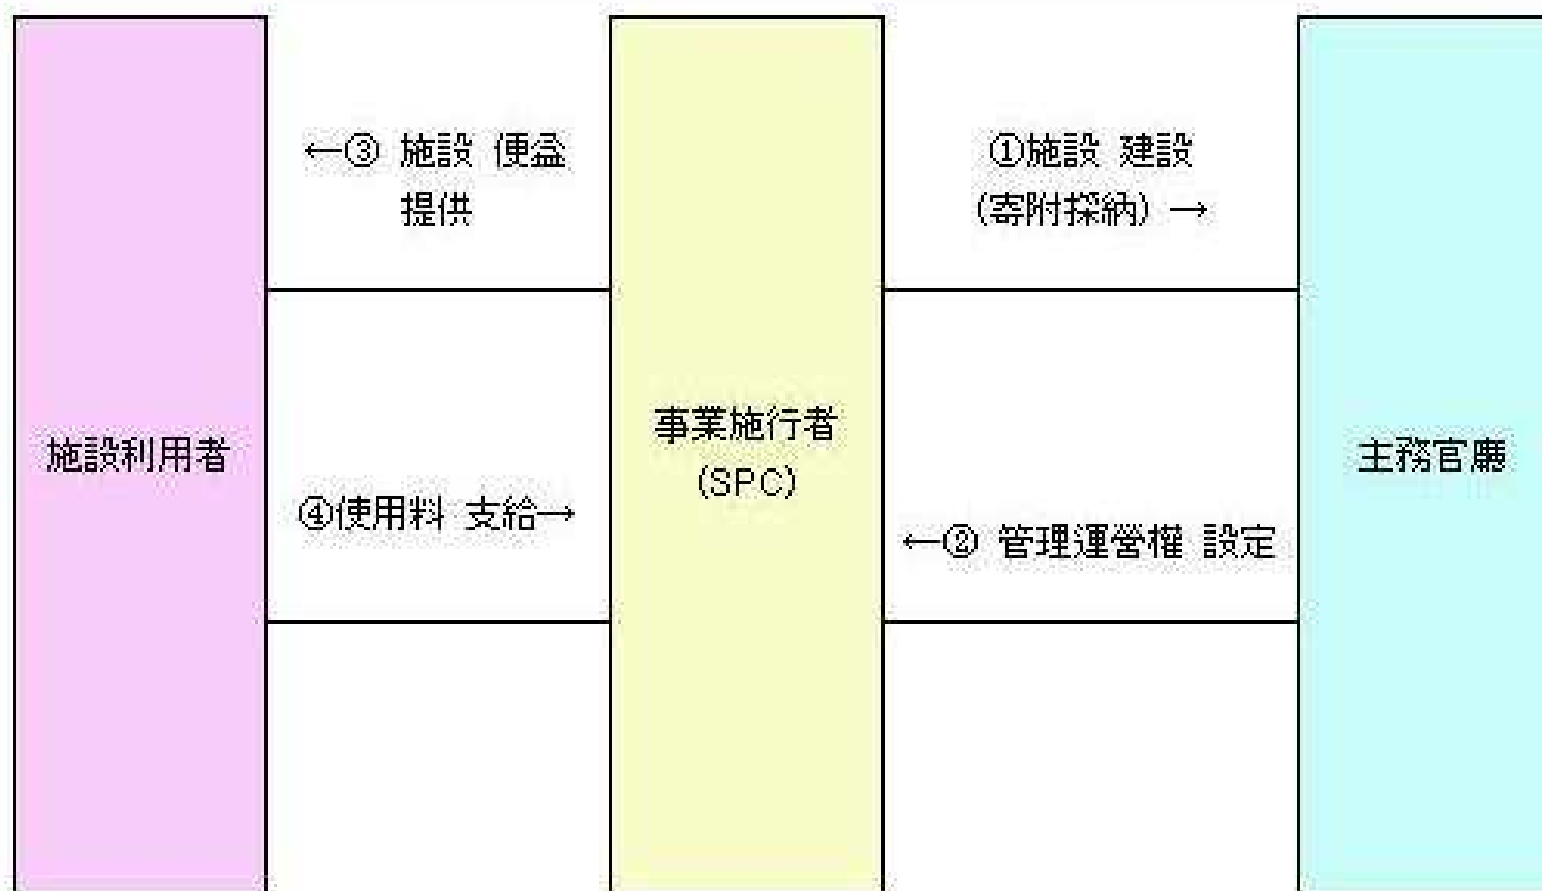 ←③ 施設 便益
提供
①施設 建設
(寄附採納) →
施設利用者
事業施行者
(SPC)
主務官廳
④使用料 支給→
←② 管理運営權 設定